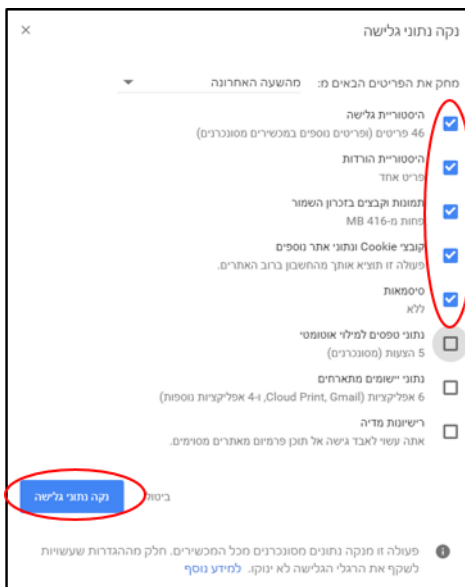 נקה נתוני גלישה
מחק את הפריטים הבאים מ: מהשעה האחרונה
היסטוריית גלישה
46 פריטים (ופריטים נוספים במכשירים מסונכרנים)
היסטוריית הורדות
פריט אחד
תמונות וקבצים בזכרון השמור
פחות מ-416 MB
קובצי Cookie ונתוני אתר נוספים
פעולה זו תוציא אותך מהחשבון ברוב האתרים.
סיסמאות
ללא
נתוני טפסים למילוי אוטומטי
5 הצעות (מסונכרנים)
נתוני יישומים מתארחים
6 אפליקציות (Cloud Print, Gmail, ו-4 אפליקציות נוספות)
רישיונות מדיה
אתה עשוי לאבד גישה אל תוכן פרמיום מאתרים מסוימים.
ביטול נקה נתוני גלישה
פעולה זו מנקה נתונים מסונכרנים מכל המכשירים. חלק מההגדרות שעשויות
לשקף את הרגלי הגלישה לא ינוקו. למידע נוסף